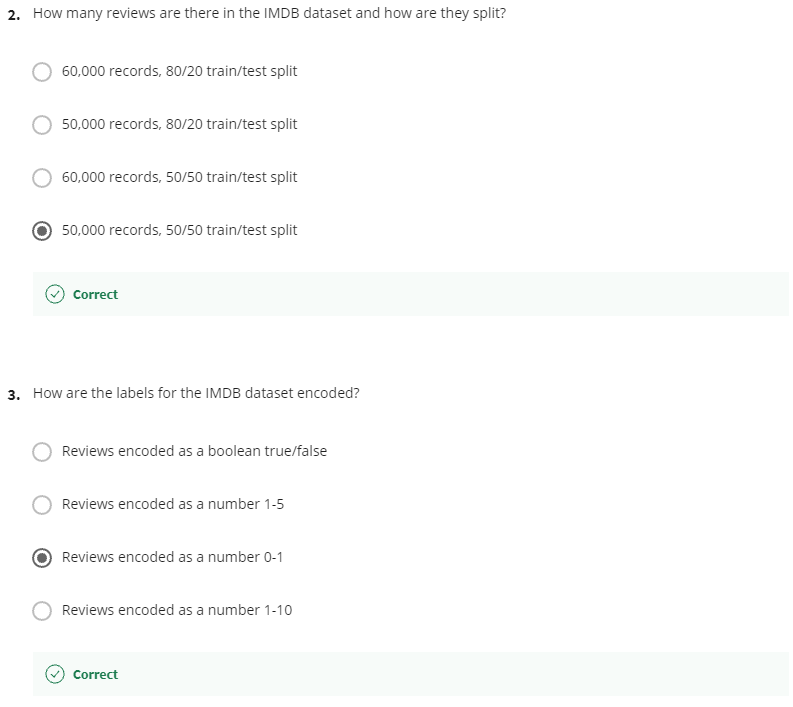 2. How many reviews are there in the IMDB dataset and how are they split?
60,000 records, 80/20 train/test split
50,000 records, 80/20 train/test split
60,000 records, 50/50 train/test split
50,000 records, 50/50 train/test split
Correct
3. How are the labels for the IMDB dataset encoded?
Reviews encoded as a boolean true/false
Reviews encoded as a number 1-5
Reviews encoded as a number 0-1
Reviews encoded as a number 1-10
Correct